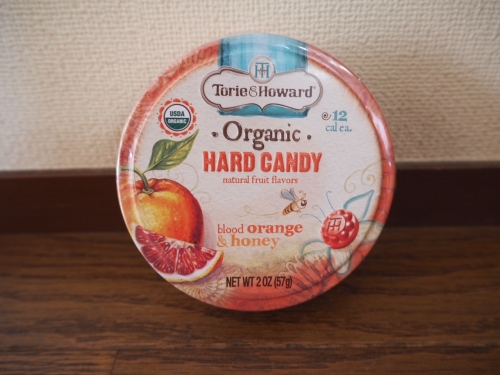 TH
Torie & Howard
USDA
ORGANIC
12
cal ea.
Organic
HARD CANDY
natural fruit flavors
blood orange
& honey
TH
NET WT 2 OZ (57g)